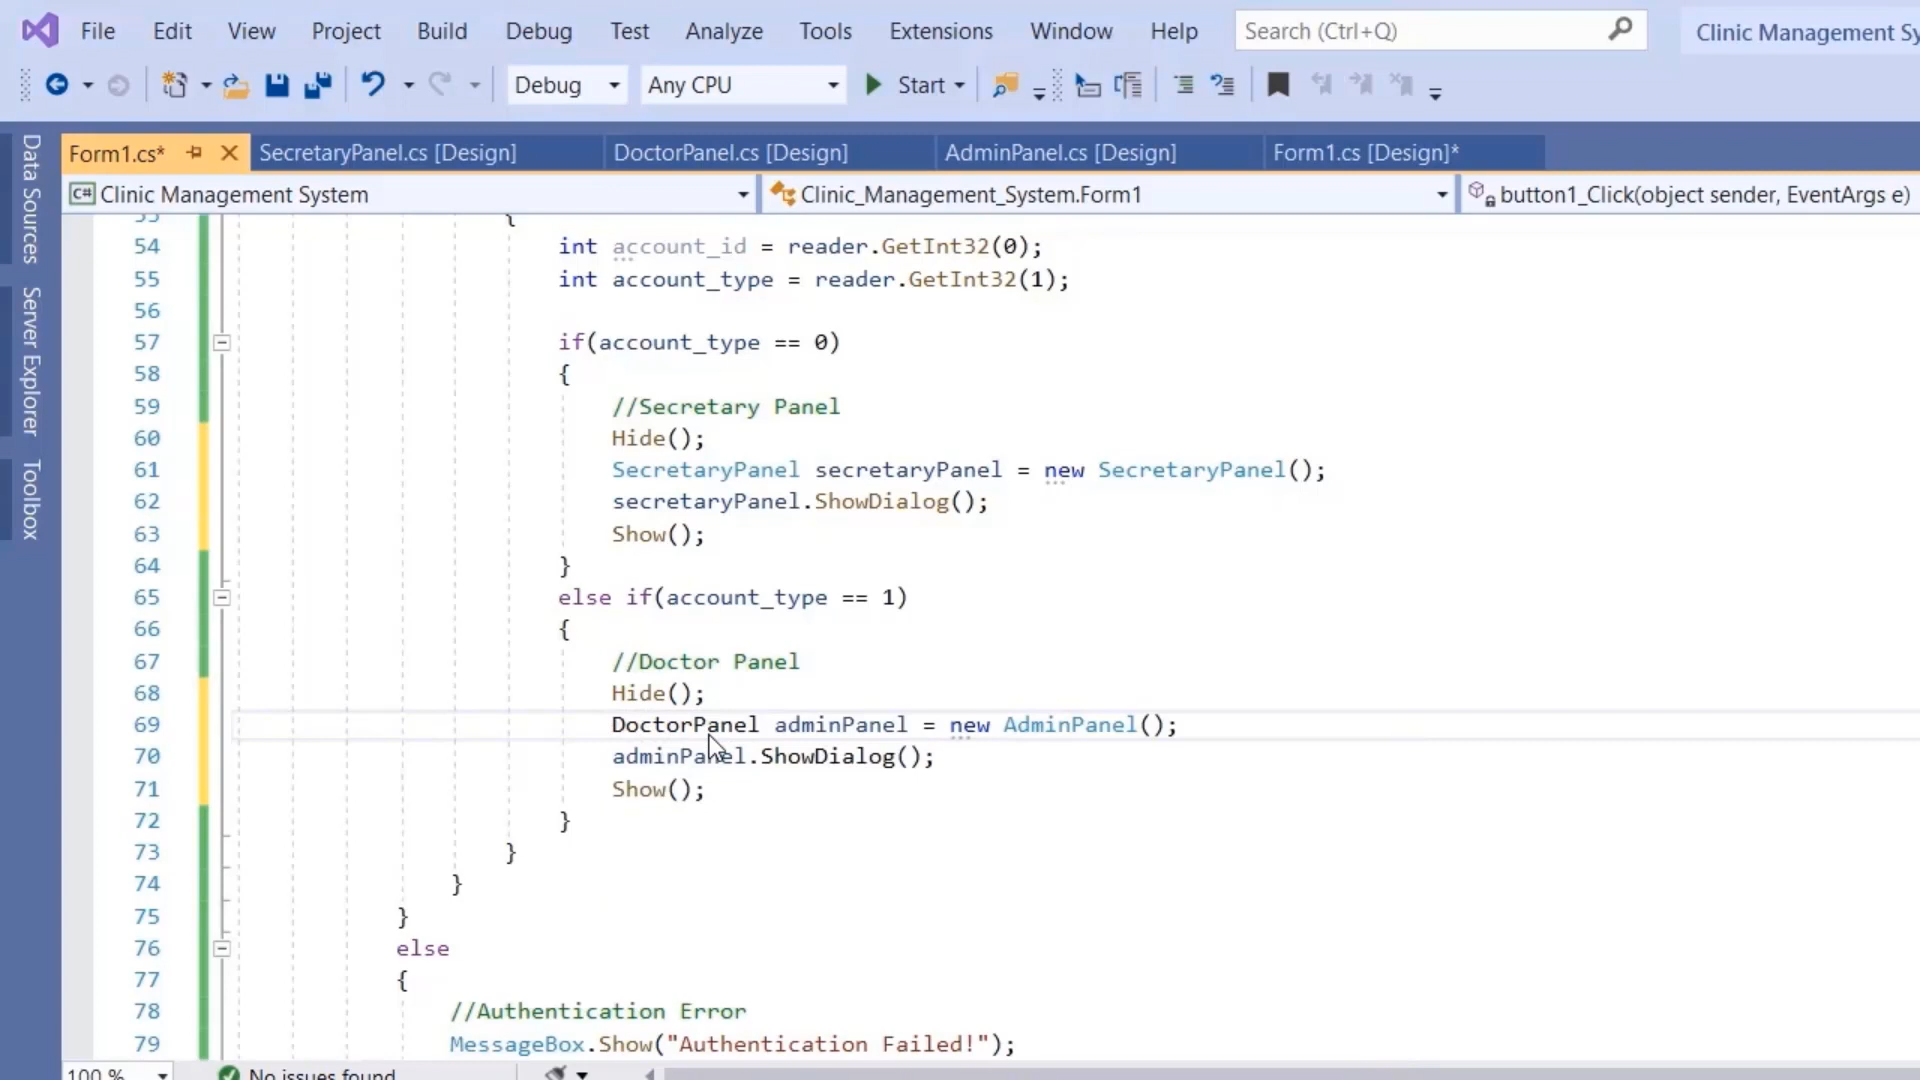 File Edit View Project Build Debug Test Analyze Tools Extensions Window Help Search (Ctrl+Q) Clinic Management Sy
Debug Any CPU Start
Form1.cs* SecretaryPanel.cs [Design] DoctorPanel.cs [Design] AdminPanel.cs [Design] Form1.cs [Design]*
C# Clinic Management System Clinic_Management_System.Form1 button1_Click(object sender, EventArgs e)
Data Sources
Server Explorer
Toolbox
53 {
54 int account_id = reader.GetInt32(0);
55 int account_type = reader.GetInt32(1);
56
57 if(account_type == 0)
58 {
59 //Secretary Panel
60 Hide();
61 SecretaryPanel secretaryPanel = new SecretaryPanel();
62 secretaryPanel.ShowDialog();
63 Show();
64 }
65 else if(account_type == 1)
66 {
67 //Doctor Panel
68 Hide();
69 DoctorPanel adminPanel = new AdminPanel();
70 adminPanel.ShowDialog();
71 Show();
72 }
73 }
74 }
75 }
76 else
77 {
78 //Authentication Error
79 MessageBox.Show("Authentication Failed!");
100 % No issues found